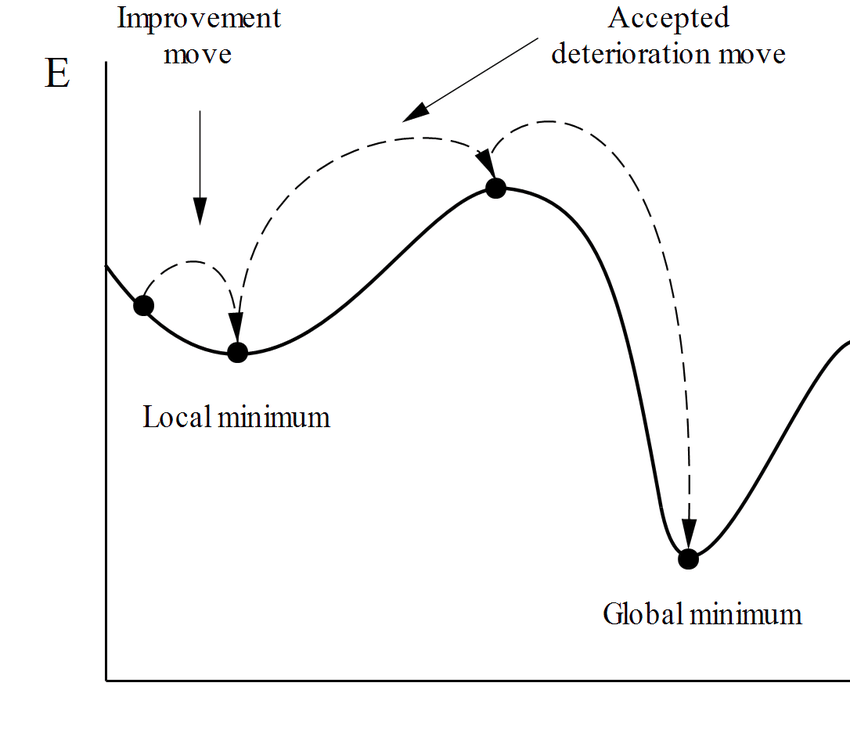 Improvement
move
Accepted
deterioration move
E
Local minimum
Global minimum